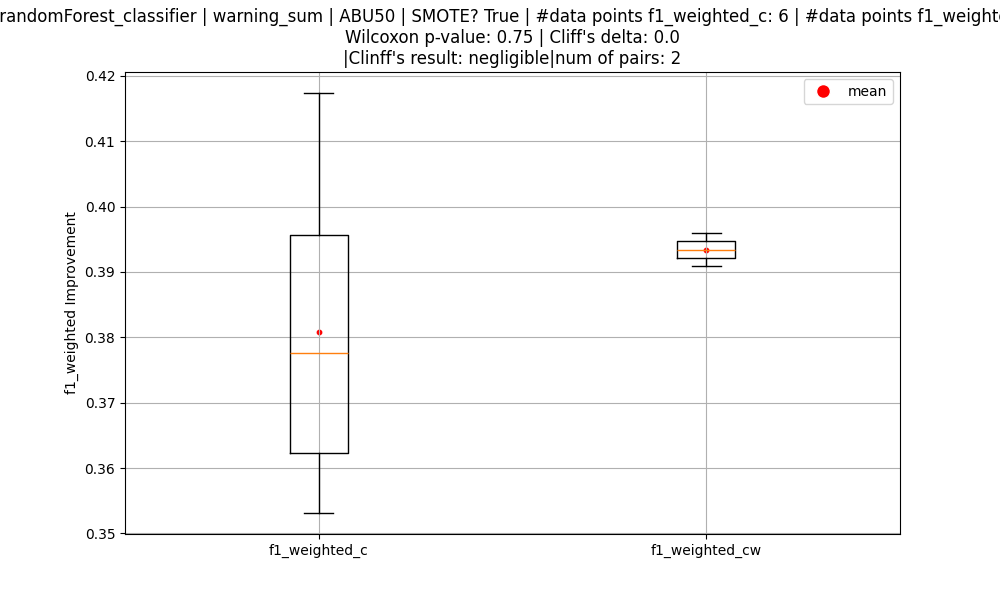 randomForest_classifier | warning_sum | ABU50 | SMOTE? True | #data points f1_weighted_c: 6 | #data points f1_weighte
Wilcoxon p-value: 0.75 | Cliff's delta: 0.0
|Clinff's result: negligible|num of pairs: 2
mean
0.42
0.41
0.40
0.39
0.38
0.37
0.36
0.35
f1_weighted Improvement
f1_weighted_c
f1_weighted_cw